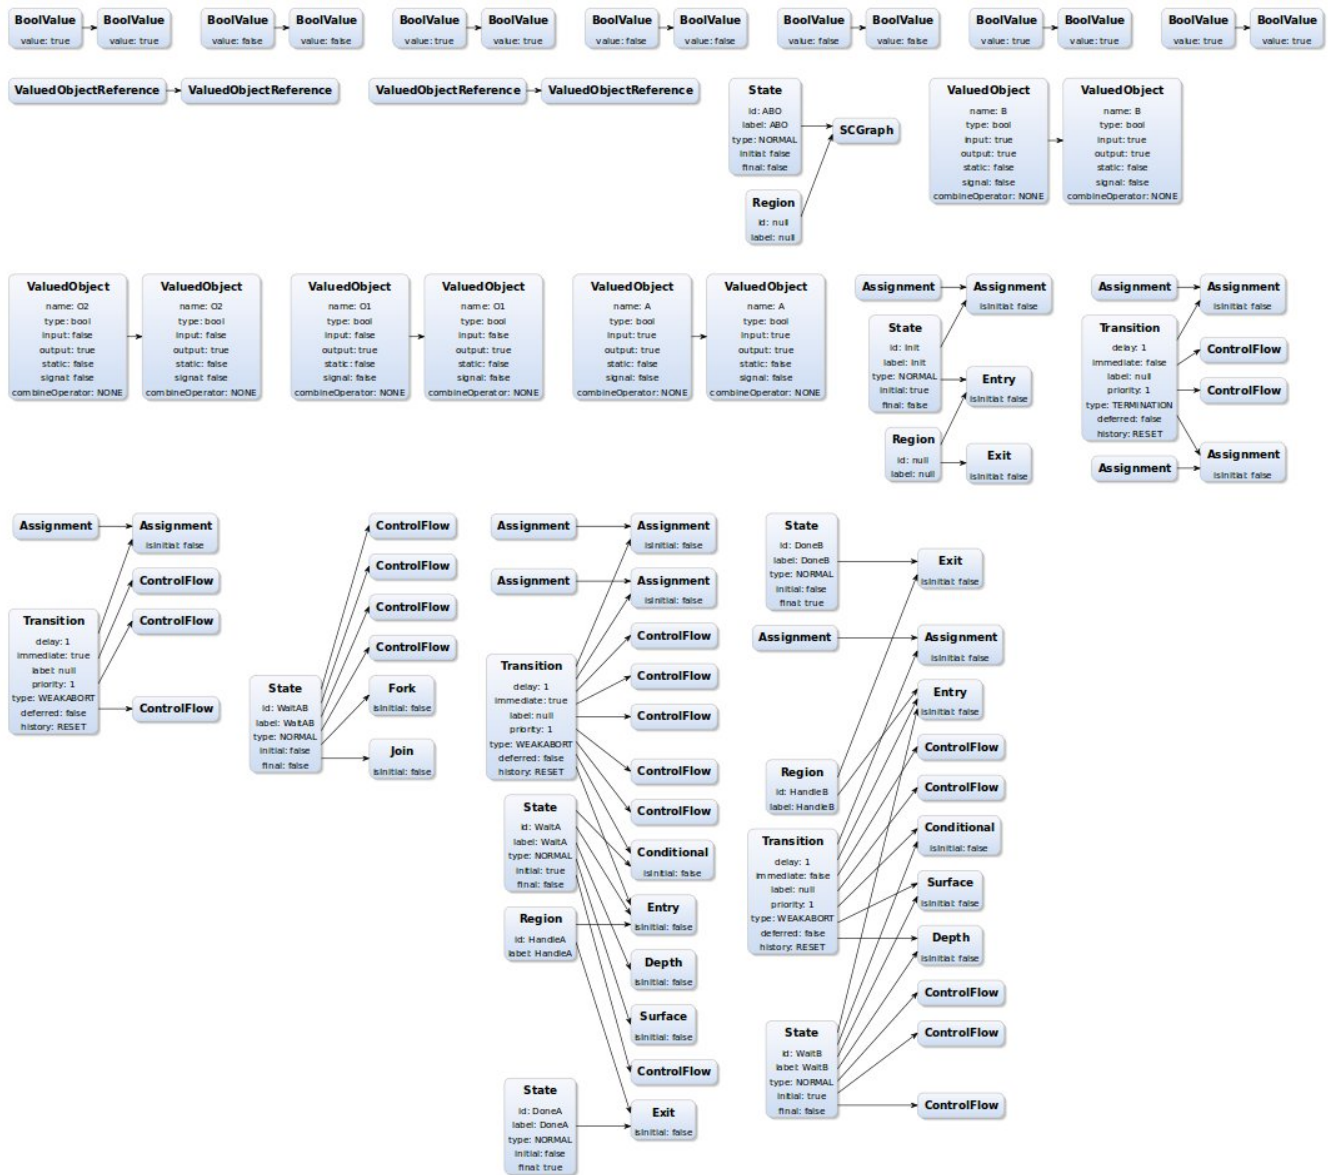 BoolValue
value: true
BoolValue
value: true
BoolValue
value: false
BoolValue
value: false
BoolValue
value: true
BoolValue
value: true
BoolValue
value: false
BoolValue
value: false
BoolValue
value: false
BoolValue
value: false
BoolValue
value: true
BoolValue
value: true
BoolValue
value: true
BoolValue
value: true
ValuedObjectReference
ValuedObjectReference
ValuedObjectReference
ValuedObjectReference
State
id: ABO
label: ABO
type: NORMAL
initial: false
final: false
Region
id: null
label: null
SCGraph
ValuedObject
name: B
type: bool
input: true
output: true
static: false
signal: false
combineOperator: NONE
ValuedObject
name: B
type: bool
input: true
output: true
static: false
signal: false
combineOperator: NONE
ValuedObject
name: O2
type: bool
input: false
output: true
static: false
signal: false
combineOperator: NONE
ValuedObject
name: O2
type: bool
input: false
output: true
static: false
signal: false
combineOperator: NONE
ValuedObject
name: O1
type: bool
input: false
output: true
static: false
signal: false
combineOperator: NONE
ValuedObject
name: O1
type: bool
input: false
output: true
static: false
signal: false
combineOperator: NONE
ValuedObject
name: A
type: bool
input: true
output: true
static: false
signal: false
combineOperator: NONE
ValuedObject
name: A
type: bool
input: true
output: true
static: false
signal: false
combineOperator: NONE
Assignment
State
id: Init
label: Init
type: NORMAL
initial: true
final: false
Region
id: null
label: null
Assignment
isInitial: false
Entry
isInitial: false
Exit
isInitial: false
Assignment
Transition
delay: 1
immediate: false
label: null
priority: 1
type: TERMINATION
deferred: false
history: RESET
Assignment
Assignment
isInitial: false
ControlFlow
ControlFlow
Assignment
isInitial: false
Assignment
Transition
delay: 1
immediate: true
label: null
priority: 1
type: WEAKABORT
deferred: false
history: RESET
Assignment
isInitial: false
ControlFlow
ControlFlow
ControlFlow
State
id: WaitAB
label: WaitAB
type: NORMAL
initial: false
final: false
ControlFlow
ControlFlow
ControlFlow
ControlFlow
Fork
isInitial: false
Join
isInitial: false
Assignment
Assignment
Transition
delay: 1
immediate: true
label: null
priority: 1
type: WEAKABORT
deferred: false
history: RESET
State
id: WaitA
label: WaitA
type: NORMAL
initial: true
final: false
Region
id: HandleA
label: HandleA
State
id: DoneA
label: DoneA
type: NORMAL
initial: false
final: true
Assignment
isInitial: false
Assignment
isInitial: false
ControlFlow
ControlFlow
ControlFlow
ControlFlow
ControlFlow
Conditional
isInitial: false
Entry
isInitial: false
Depth
isInitial: false
Surface
isInitial: false
ControlFlow
Exit
isInitial: false
State
id: DoneB
label: DoneB
type: NORMAL
initial: false
final: true
Assignment
Region
id: HandleB
label: HandleB
Transition
delay: 1
immediate: false
label: null
priority: 1
type: WEAKABORT
deferred: false
history: RESET
State
id: WaitB
label: WaitB
type: NORMAL
initial: true
final: false
Exit
isInitial: false
Assignment
isInitial: false
Entry
isInitial: false
ControlFlow
ControlFlow
Conditional
isInitial: false
Surface
isInitial: false
Depth
isInitial: false
ControlFlow
ControlFlow
ControlFlow